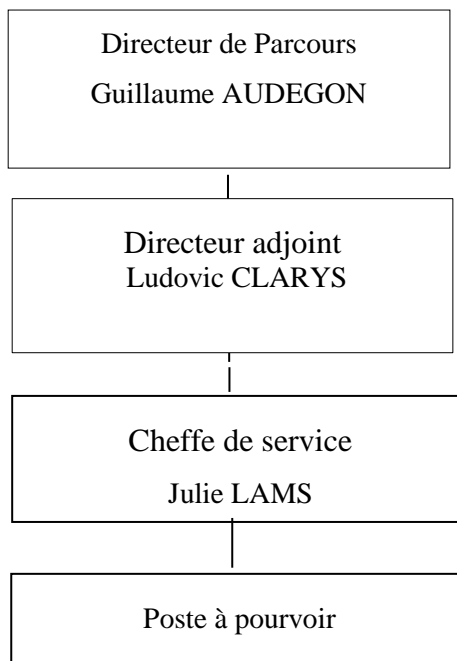 Directeur de Parcours
Guillaume AUDEGON
Directeur adjoint
Ludovic CLARYS
Cheffe de service
Julie LAMS
Poste à pourvoir